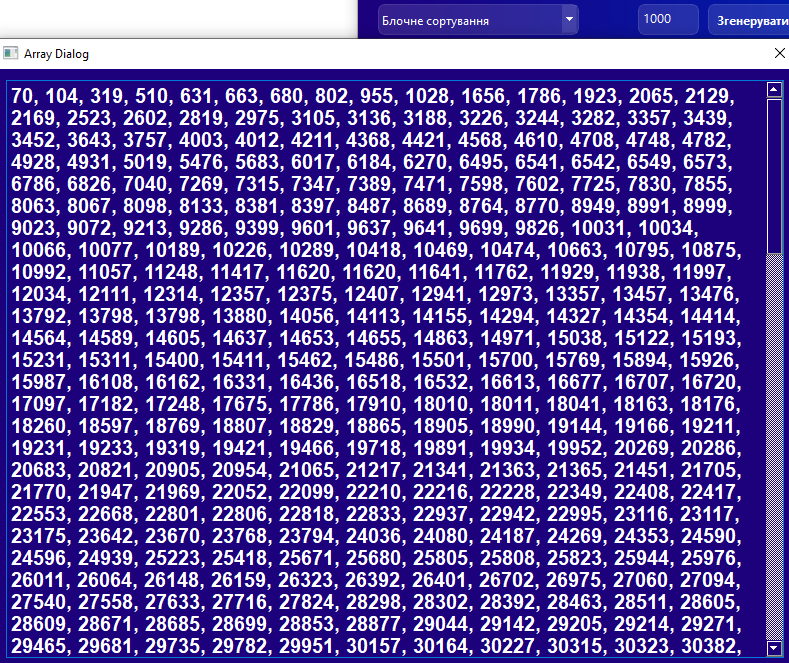 Блочне сортування 1000 Згенерувати
Array Dialog
70, 104, 319, 510, 631, 663, 680, 802, 955, 1028, 1656, 1786, 1923, 2065, 2129,
2169, 2523, 2602, 2819, 2975, 3105, 3136, 3188, 3226, 3244, 3282, 3357, 3439,
3452, 3643, 3757, 4003, 4012, 4211, 4368, 4421, 4568, 4610, 4708, 4748, 4782,
4928, 4931, 5019, 5476, 5683, 6017, 6184, 6270, 6495, 6541, 6542, 6549, 6573,
6786, 6826, 7040, 7269, 7315, 7347, 7389, 7471, 7598, 7602, 7725, 7830, 7855,
8063, 8067, 8098, 8133, 8381, 8397, 8487, 8689, 8764, 8770, 8949, 8991, 8999,
9023, 9072, 9213, 9286, 9399, 9601, 9637, 9641, 9699, 9826, 10031, 10034,
10066, 10077, 10189, 10226, 10289, 10418, 10469, 10474, 10663, 10795, 10875,
10992, 11057, 11248, 11417, 11620, 11620, 11641, 11762, 11929, 11938, 11997,
12034, 12111, 12314, 12357, 12375, 12407, 12941, 12973, 13357, 13457, 13476,
13792, 13798, 13798, 13880, 14056, 14113, 14155, 14294, 14327, 14354, 14414,
14564, 14589, 14605, 14637, 14653, 14655, 14863, 14971, 15038, 15122, 15193,
15231, 15311, 15400, 15411, 15462, 15486, 15501, 15700, 15769, 15894, 15926,
15987, 16108, 16162, 16331, 16436, 16518, 16532, 16613, 16677, 16707, 16720,
17097, 17182, 17248, 17675, 17786, 17910, 18010, 18011, 18041, 18163, 18176,
18260, 18597, 18769, 18807, 18829, 18865, 18905, 18990, 19144, 19166, 19211,
19231, 19233, 19319, 19421, 19466, 19718, 19891, 19934, 19952, 20269, 20286,
20683, 20821, 20905, 20954, 21065, 21217, 21341, 21363, 21365, 21451, 21705,
21770, 21947, 21969, 22052, 22099, 22210, 22216, 22228, 22349, 22408, 22417,
22553, 22668, 22801, 22806, 22818, 22833, 22937, 22942, 22995, 23116, 23117,
23175, 23642, 23670, 23768, 23794, 24036, 24080, 24187, 24269, 24353, 24590,
24596, 24939, 25223, 25418, 25671, 25680, 25805, 25808, 25823, 25944, 25976,
26011, 26064, 26148, 26159, 26323, 26392, 26401, 26702, 26975, 27060, 27094,
27540, 27558, 27633, 27716, 27824, 28298, 28302, 28392, 28463, 28511, 28605,
28609, 28671, 28685, 28699, 28853, 28877, 29044, 29142, 29205, 29214, 29271,
29465, 29681, 29735, 29782, 29951, 30157, 30164, 30227, 30315, 30323, 30382,